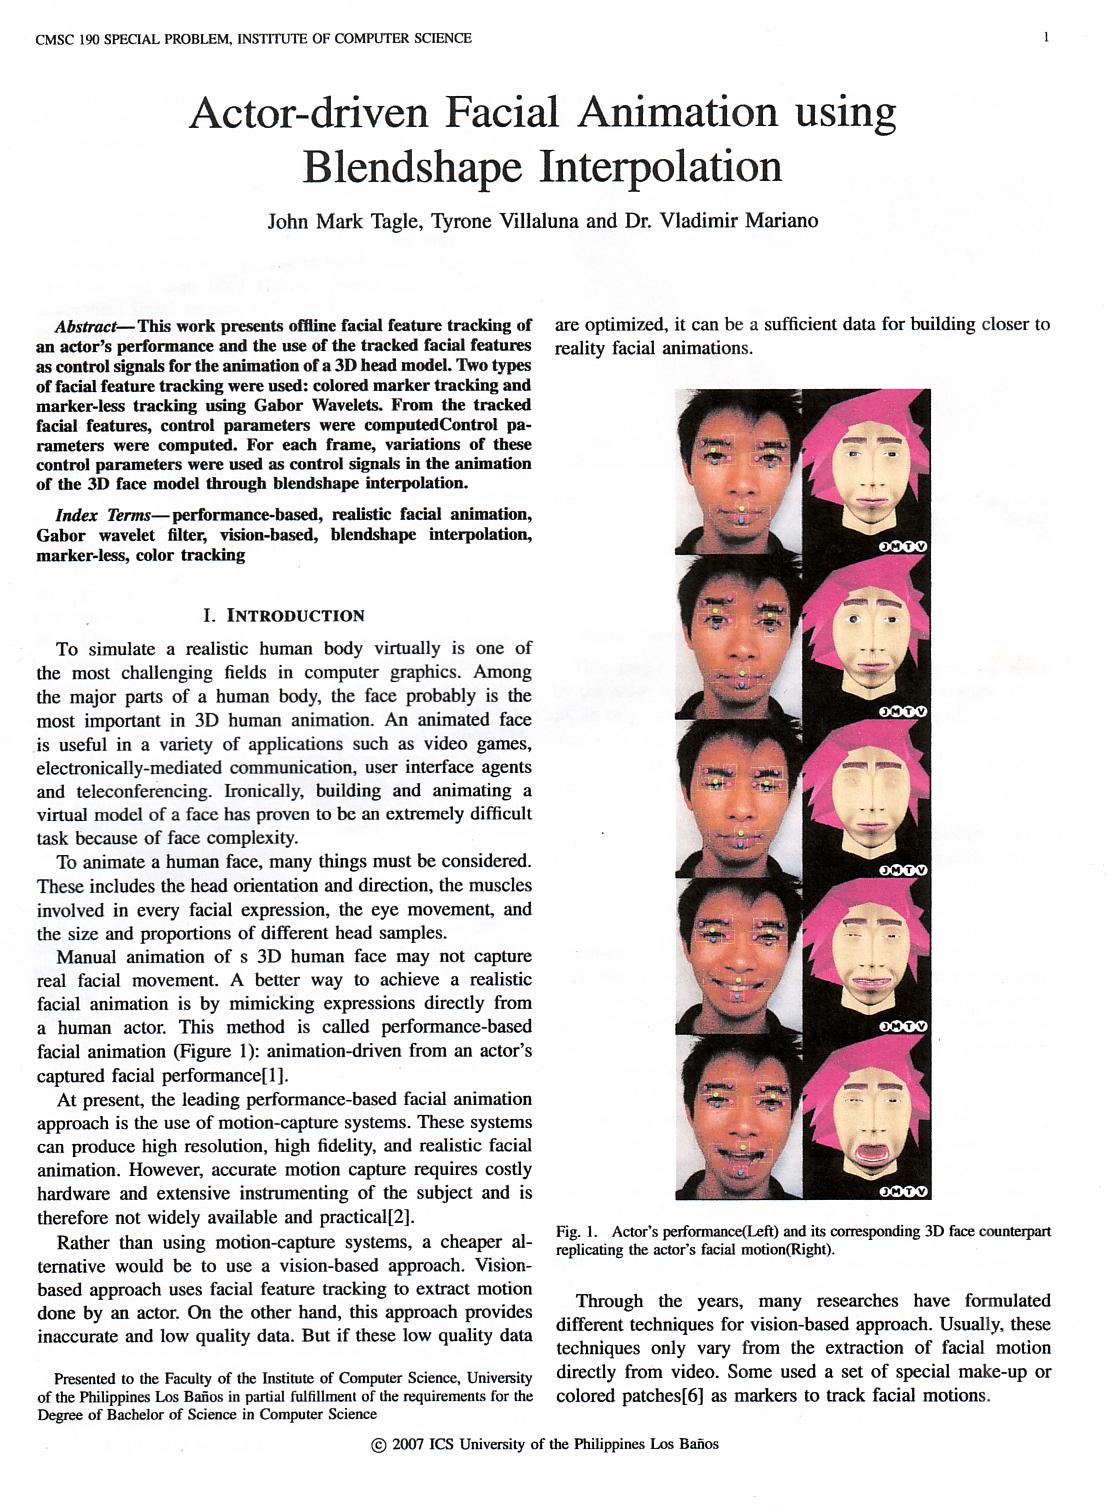 CMSC 190 SPECIAL PROBLEM, INSTITUTE OF COMPUTER SCIENCE
1
Actor-driven Facial Animation using
Blendshape Interpolation
John Mark Tagle, Tyrone Villaluna and Dr. Vladimir Mariano
Abstract—This work presents offline facial feature tracking of
an actor's performance and the use of the tracked facial features
as control signals for the animation of a 3D head model. Two types
of facial feature tracking were used: colored marker tracking and
marker-less tracking using Gabor Wavelets. From the tracked
facial features, control parameters were computedControl pa-
rameters were computed. For each frame, variations of these
control parameters were used as control signals in the animation
of the 3D face model through blendshape interpolation.
Index Terms—performance-based, realistic facial animation,
Gabor wavelet filter, vision-based, blendshape interpolation,
marker-less, color tracking
I. INTRODUCTION
To simulate a realistic human body virtually is one of
the most challenging fields in computer graphics. Among
the major parts of a human body, the face probably is the
most important in 3D human animation. An animated face
is useful in a variety of applications such as video games,
electronically-mediated communication, user interface agents
and teleconferencing. Ironically, building and animating a
virtual model of a face has proven to be an extremely difficult
task because of face complexity.
To animate a human face, many things must be considered.
These includes the head orientation and direction, the muscles
involved in every facial expression, the eye movement, and
the size and proportions of different head samples.
Manual animation of s 3D human face may not capture
real facial movement. A better way to achieve a realistic
facial animation is by mimicking expressions directly from
a human actor. This method is called performance-based
facial animation (Figure 1): animation-driven from an actor's
captured facial performance[1].
At present, the leading performance-based facial animation
approach is the use of motion-capture systems. These systems
can produce high resolution, high fidelity, and realistic facial
animation. However, accurate motion capture requires costly
hardware and extensive instrumenting of the subject and is
therefore not widely available and practical[2].
Rather than using motion-capture systems, a cheaper al-
ternative would be to use a vision-based approach. Vision-
based approach uses facial feature tracking to extract motion
done by an actor. On the other hand, this approach provides
inaccurate and low quality data. But if these low quality data
Presented to the Faculty of the Institute of Computer Science, University
of the Philippines Los Baños in partial fulfillment of the requirements for the
Degree of Bachelor of Science in Computer Science
are optimized, it can be a sufficient data for building closer to
reality facial animations.
JMTV
JMTV
JMTV
JMTV
JMTV
Fig. 1. Actor's performance(Left) and its corresponding 3D face counterpart
replicating the actor's facial motion(Right).
Through the years, many researches have formulated
different techniques for vision-based approach. Usually, these
techniques only vary from the extraction of facial motion
directly from video. Some used a set of special make-up or
colored patches[6] as markers to track facial motions.
© 2007 ICS University of the Philippines Los Baños